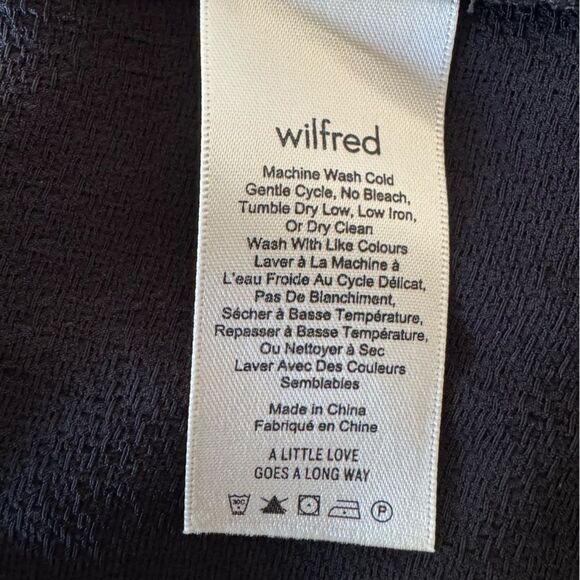 wilfred
Machine Wash Cold
Gentle Cycle, No Bleach,
Tumble Dry Low, Low Iron,
Or Dry Clean
Wash With Like Colours
Laver à La Machine à
L'eau Froide Au Cycle Délicat,
Pas De Blanchiment,
Sécher à Basse Température,
Repasser à Basse Température,
Ou Nettoyer à Sec
Laver Avec Des Couleurs
Semblables
Made in China
Fabriqué en Chine
A LITTLE LOVE
GOES A LONG WAY
30C P